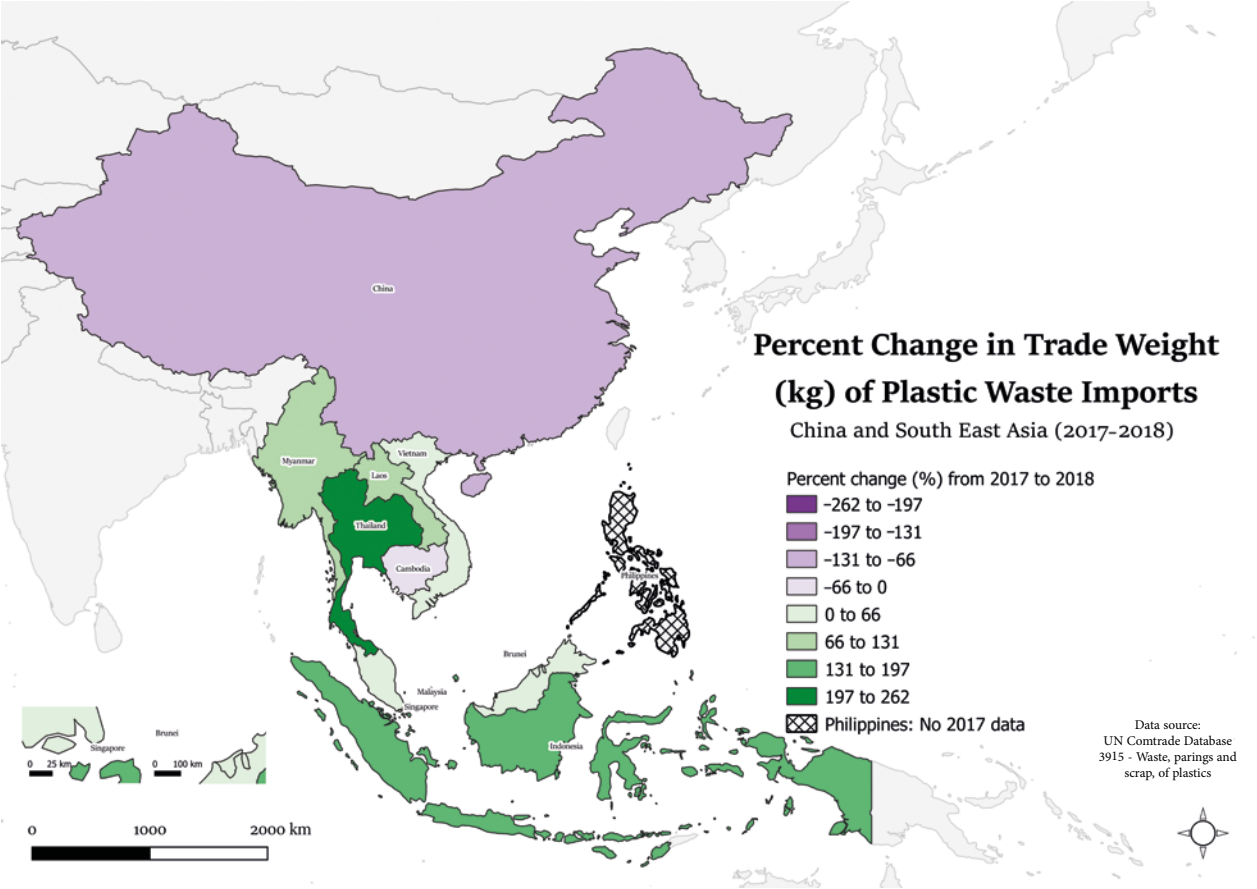 China
Percent Change in Trade Weight
(kg) of Plastic Waste Imports
China and South East Asia (2017–2018)
Myanmar
Vietnam
Laos
Thailand
Cambodia
Philippines
Brunei
Malaysia
Singapore
Indonesia
Percent change (%) from 2017 to 2018
−262 to −197
−197 to −131
−131 to −66
−66 to 0
0 to 66
66 to 131
131 to 197
197 to 262
Philippines: No 2017 data
Data source:
UN Comtrade Database
3915 - Waste, parings and
scrap, of plastics
Singapore
0 25 km
Brunei
0 100 km
0 1000 2000 km